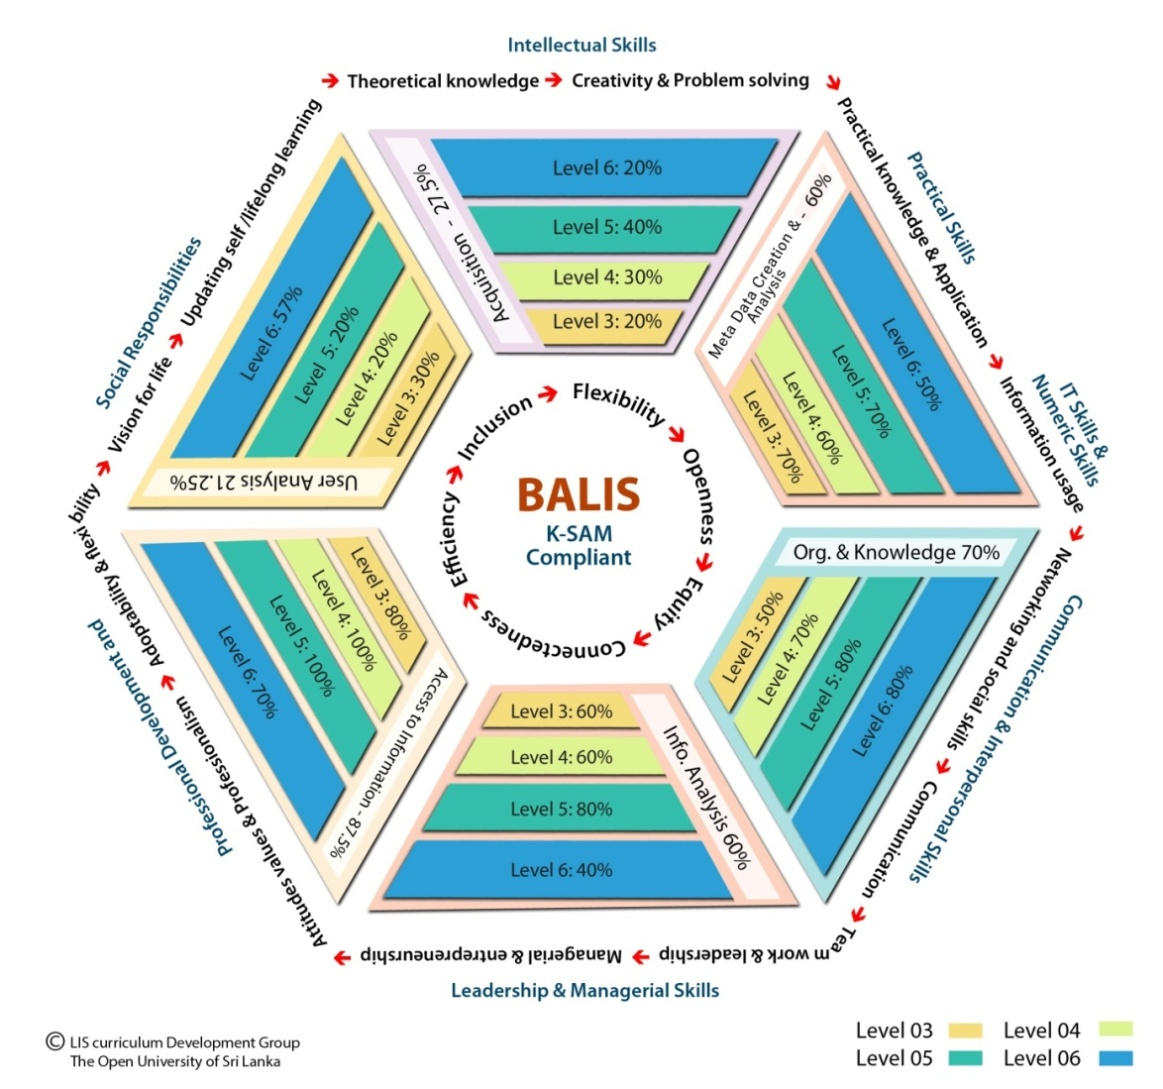 Intellectual Skills
Theoretical knowledge
Creativity & Problem solving
Practical Skills
Practical knowledge & Application
IT Skills &
Numeric Skills
Information usage
Communication & Interpersonal Skills
Networking and social skills
Communication
Team work & leadership
Leadership & Managerial Skills
Managerial & entrepreneurship
Professional Development and
Attitudes values & Professionalism
Adoptability & flexi bility
Social Responsibilities
Vision for life
Updating self /lifelong learning
Acquisition - 27.5%
Level 6: 20%
Level 5: 40%
Level 4: 30%
Level 3: 20%
Meta Data Creation & - 60%
Analysis
Level 6: 50%
Level 5: 70%
Level 4: 60%
Level 3: 70%
Org. & Knowledge 70%
Level 3: 50%
Level 4: 70%
Level 5: 80%
Level 6: 80%
Info. Analysis 60%
Level 3: 60%
Level 4: 60%
Level 5: 80%
Level 6: 40%
Access to Information - 87.5%
Level 3: 80%
Level 4: 100%
Level 5: 100%
Level 6: 70%
User Analysis 21.25%
Level 6: 57%
Level 5: 20%
Level 4: 20%
Level 3: 30%
Flexibility
Openness
Equity
Connectedness
Efficiency
Inclusion
BALIS
K-SAM
Compliant
© LIS curriculum Development Group
The Open University of Sri Lanka
Level 03
Level 04
Level 05
Level 06